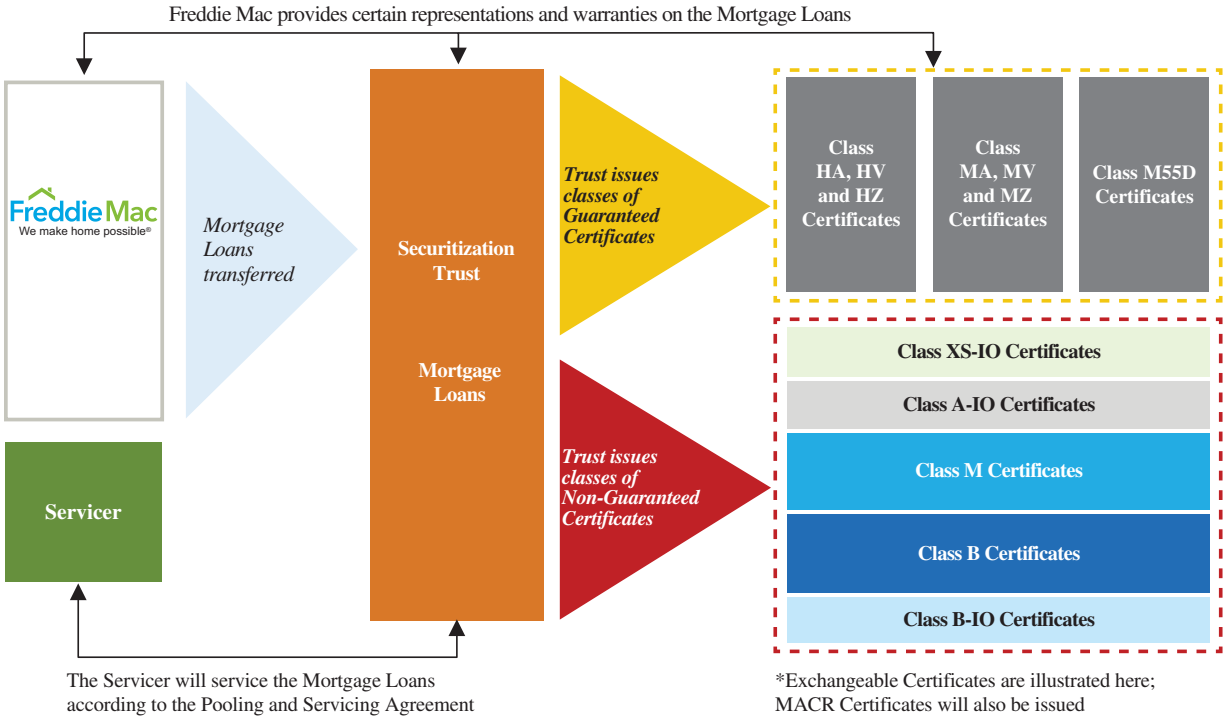 Freddie Mac provides certain representations and warranties on the Mortgage Loans
FreddieMac
We make home possible®
Mortgage
Loans
transferred
Securitization
Trust
Mortgage
Loans
Trust issues
classes of
Guaranteed
Certificates
Class
HA, HV
and HZ
Certificates
Class
MA, MV
and MZ
Certificates
Class M55D
Certificates
Servicer
Trust issues
classes of
Non-Guaranteed
Certificates
Class XS-IO Certificates
Class A-IO Certificates
Class M Certificates
Class B Certificates
Class B-IO Certificates
The Servicer will service the Mortgage Loans
according to the Pooling and Servicing Agreement
*Exchangeable Certificates are illustrated here;
MACR Certificates will also be issued